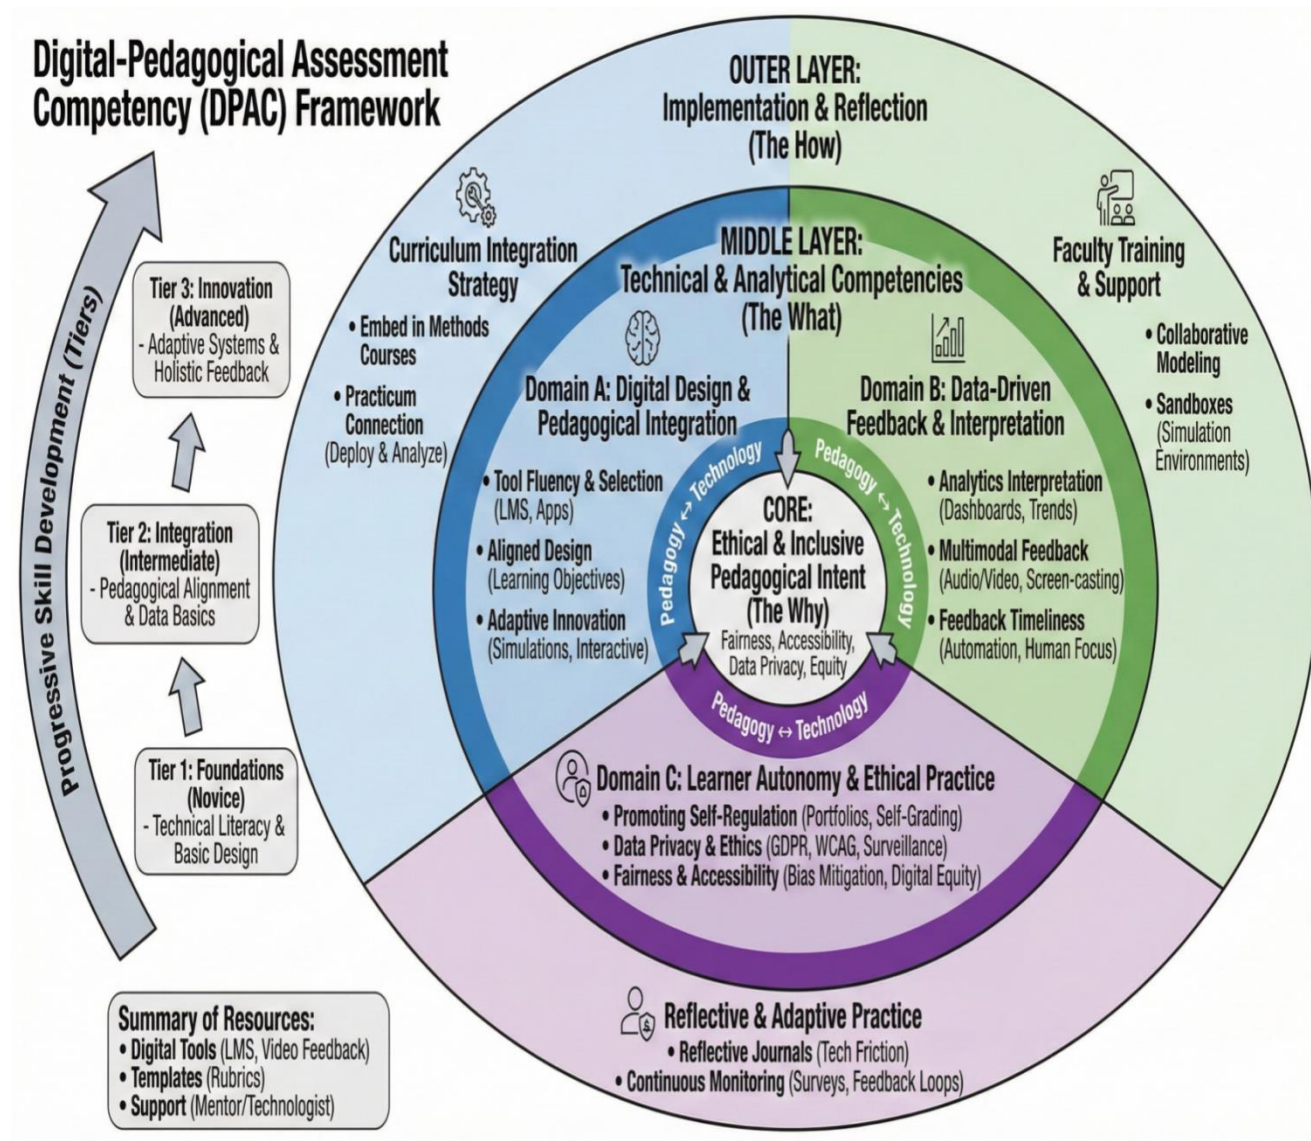 Digital-Pedagogical Assessment
Competency (DPAC) Framework
Progressive Skill Development (Tiers)
Tier 3: Innovation
(Advanced)
- Adaptive Systems &
Holistic Feedback
Tier 2: Integration
(Intermediate)
- Pedagogical Alignment
& Data Basics
Tier 1: Foundations
(Novice)
- Technical Literacy &
Basic Design
Summary of Resources:
• Digital Tools (LMS, Video Feedback)
• Templates (Rubrics)
• Support (Mentor/Technologist)
OUTER LAYER:
Implementation & Reflection
(The How)
Curriculum Integration
Strategy
• Embed in Methods
Courses
• Practicum
Connection
(Deploy & Analyze)
Faculty Training
& Support
• Collaborative
Modeling
• Sandboxes
(Simulation
Environments)
MIDDLE LAYER:
Technical & Analytical Competencies
(The What)
Domain A: Digital Design &
Pedagogical Integration
• Tool Fluency & Selection
(LMS, Apps)
• Aligned Design
(Learning Objectives)
• Adaptive Innovation
(Simulations, Interactive)
Domain B: Data-Driven
Feedback & Interpretation
• Analytics Interpretation
(Dashboards, Trends)
• Multimodal Feedback
(Audio/Video, Screen-casting)
• Feedback Timeliness
(Automation, Human Focus)
Pedagogy ↔ Technology
Pedagogy ↔ Technology
CORE:
Ethical & Inclusive
Pedagogical Intent
(The Why)
Fairness, Accessibility,
Data Privacy, Equity
Pedagogy ↔ Technology
Domain C: Learner Autonomy & Ethical Practice
• Promoting Self-Regulation (Portfolios, Self-Grading)
• Data Privacy & Ethics (GDPR, WCAG, Surveillance)
• Fairness & Accessibility (Bias Mitigation, Digital Equity)
Reflective & Adaptive Practice
• Reflective Journals (Tech Friction)
• Continuous Monitoring (Surveys, Feedback Loops)